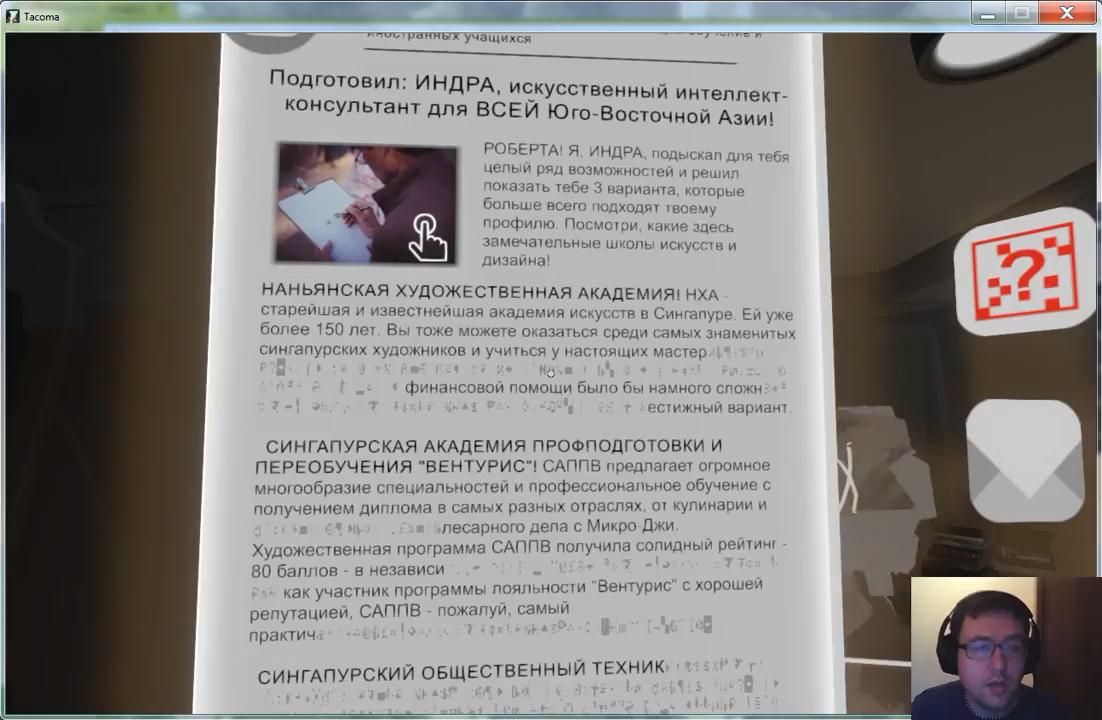 Tacoma
иностранных учащихся
Подготовил: ИНДРА, искусственный интеллект-
консультант для ВСЕЙ Юго-Восточной Азии!
РОБЕРТА! Я, ИНДРА, подыскал для тебя
целый ряд возможностей и решил
показать тебе 3 варианта, которые
больше всего подходят твоему
профилю. Посмотри, какие здесь
замечательные школы искусств и
дизайна!
НАНЬЯНСКАЯ ХУДОЖЕСТВЕННАЯ АКАДЕМИЯ! НХА -
старейшая и известнейшая академия искусств в Сингапуре. Ей уже
более 150 лет. Вы тоже можете оказаться среди самых знаменитых
сингапурских художников и учиться у настоящих мастер
финансовой помощи было бы намного сложн
естижный вариант.
СИНГАПУРСКАЯ АКАДЕМИЯ ПРОФПОДГОТОВКИ И
ПЕРЕОБУЧЕНИЯ "ВЕНТУРИС"! САППВ предлагает огромное
многообразие специальностей и профессиональное обучение с
получением диплома в самых разных отраслях, от кулинарии и
лесарного дела с Микро-Джи.
Художественная программа САППВ получила солидный рейтинг -
80 баллов - в независи
как участник программы лояльности "Вентурис" с хорошей
репутацией, САППВ - пожалуй, самый
практич
СИНГАПУРСКИЙ ОБЩЕСТВЕННЫЙ ТЕХНИК
?